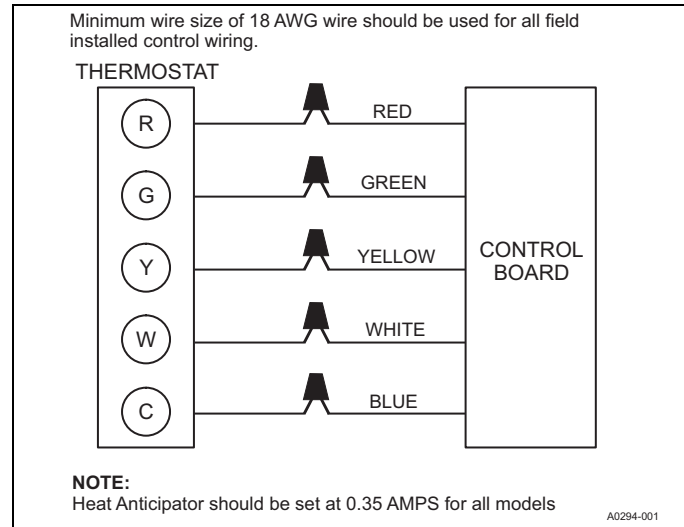 Minimum wire size of 18 AWG wire should be used for all field
installed control wiring.
THERMOSTAT
R
RED
G
GREEN
Y
YELLOW
CONTROL
BOARD
W
WHITE
C
BLUE
NOTE:
Heat Anticipator should be set at 0.35 AMPS for all models
A0294-001